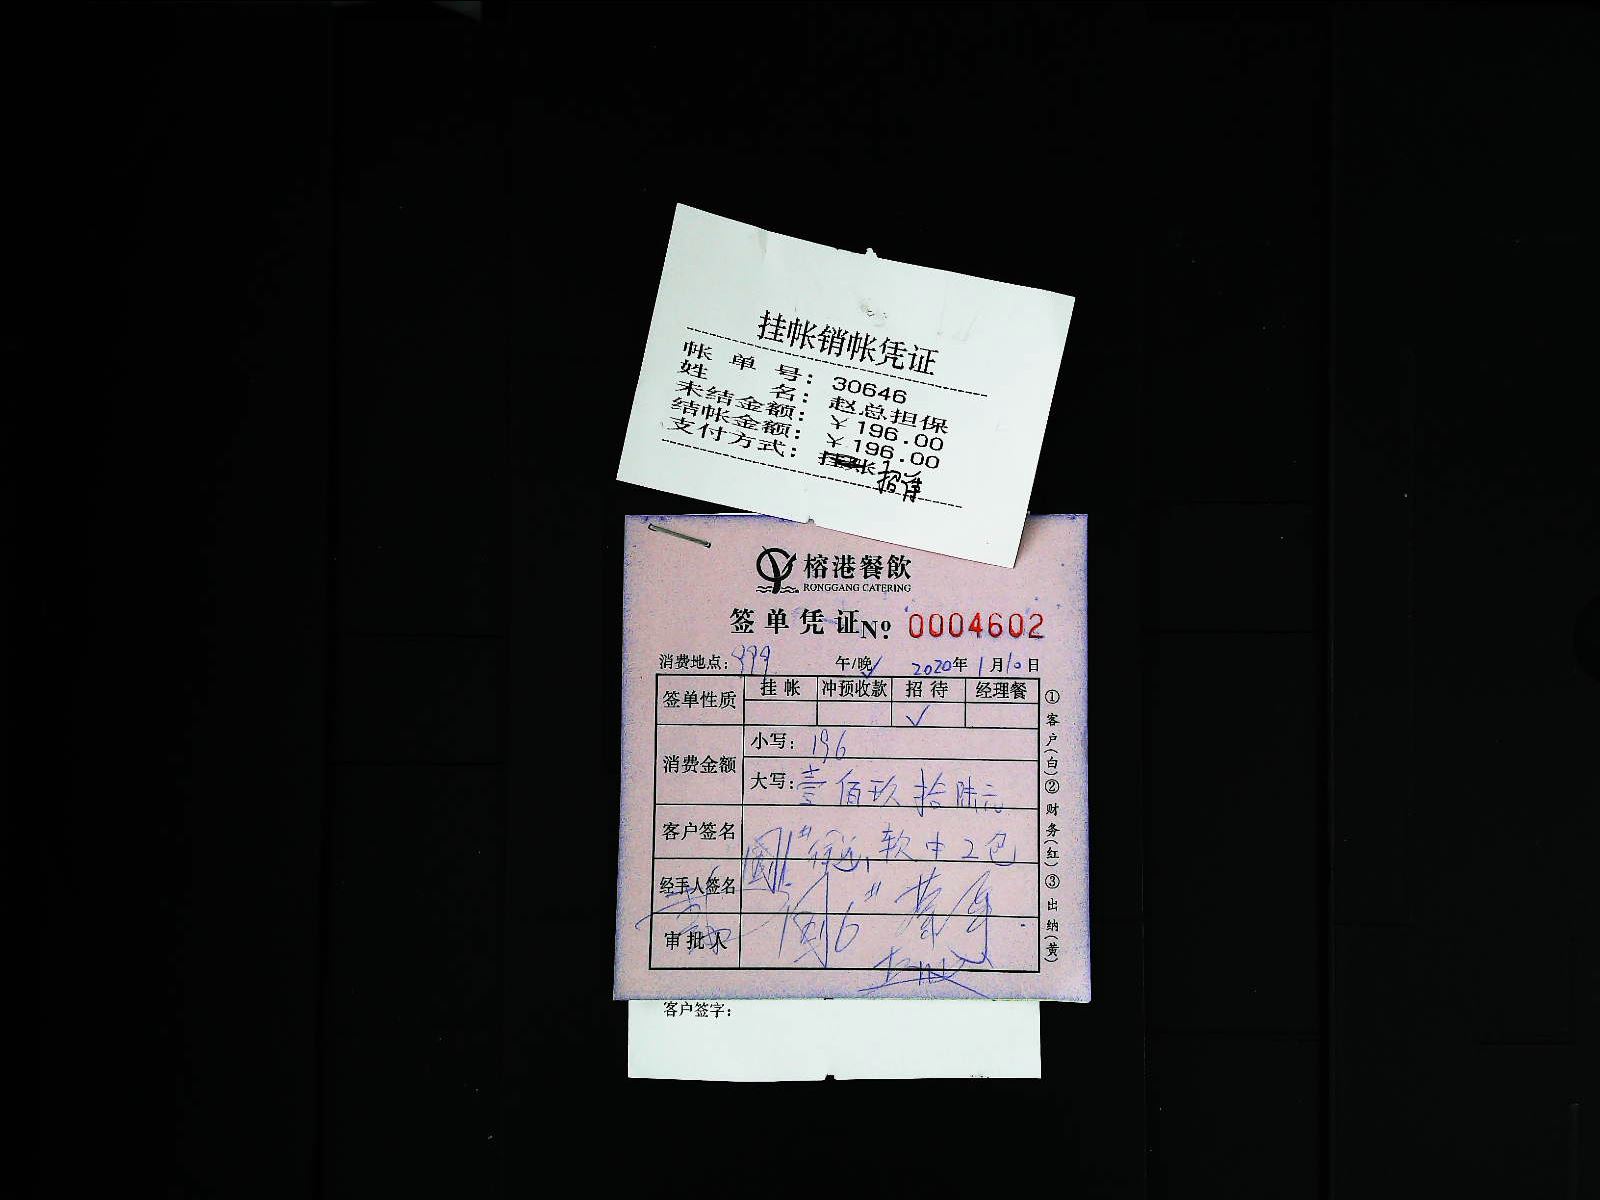 挂帐销帐凭证
帐单号：30646
姓名：赵总担保
未结金额：￥196.00
结帐金额：￥196.00
支付方式：挂账
招待
榕港餐飲
RONGGANG CATERING
签单凭证 №: 0004602
消费地点：999 午/晚√ 2020年1月10日
签单性质 挂帐 冲预收款 招待 经理餐
√
消费金额 小写：196
大写：壹佰玖拾陆元
客户签名 软中2包
经手人签名
审批人
①客户(白)②财务(红)③出纳(黄)
客户签字：